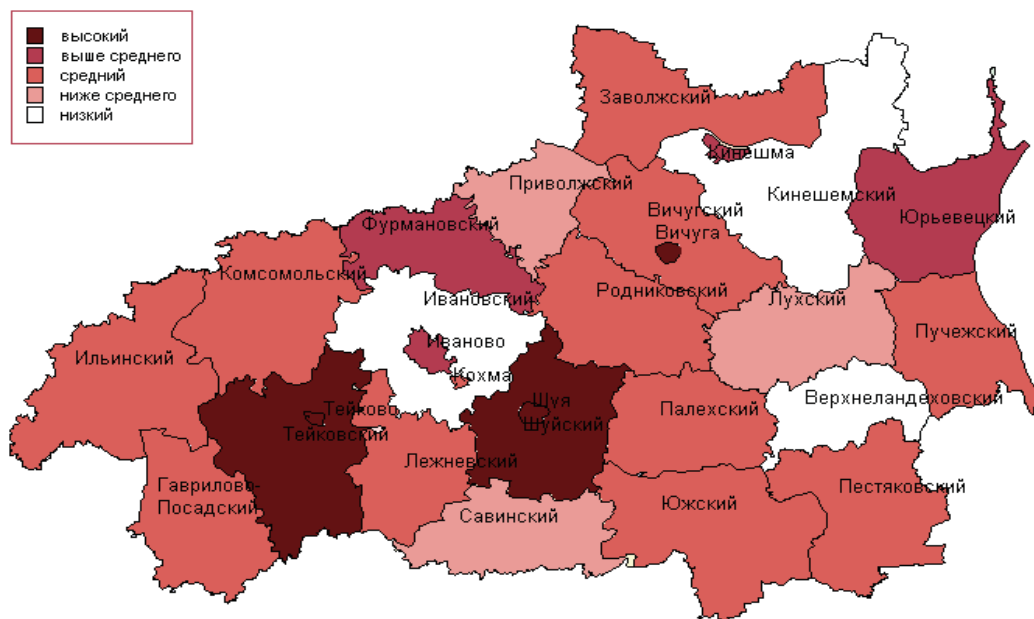 высокий
выше среднего
средний
ниже среднего
низкий
Заволжский
Кинешма
Приволжский
Кинешемский
Вичугский
Юрьевецкий
Фурмановский
Вичуга
Комсомольский
Родниковский
Ивановский
Лухский
Пучежский
Иваново
Ильинский
Кохма
Шуя
Верхнеландеховский
Тейково
Палехский
Шуйский
Тейковский
Лежневский
Гаврилово-
Посадский
Пестяковский
Южский
Савинский